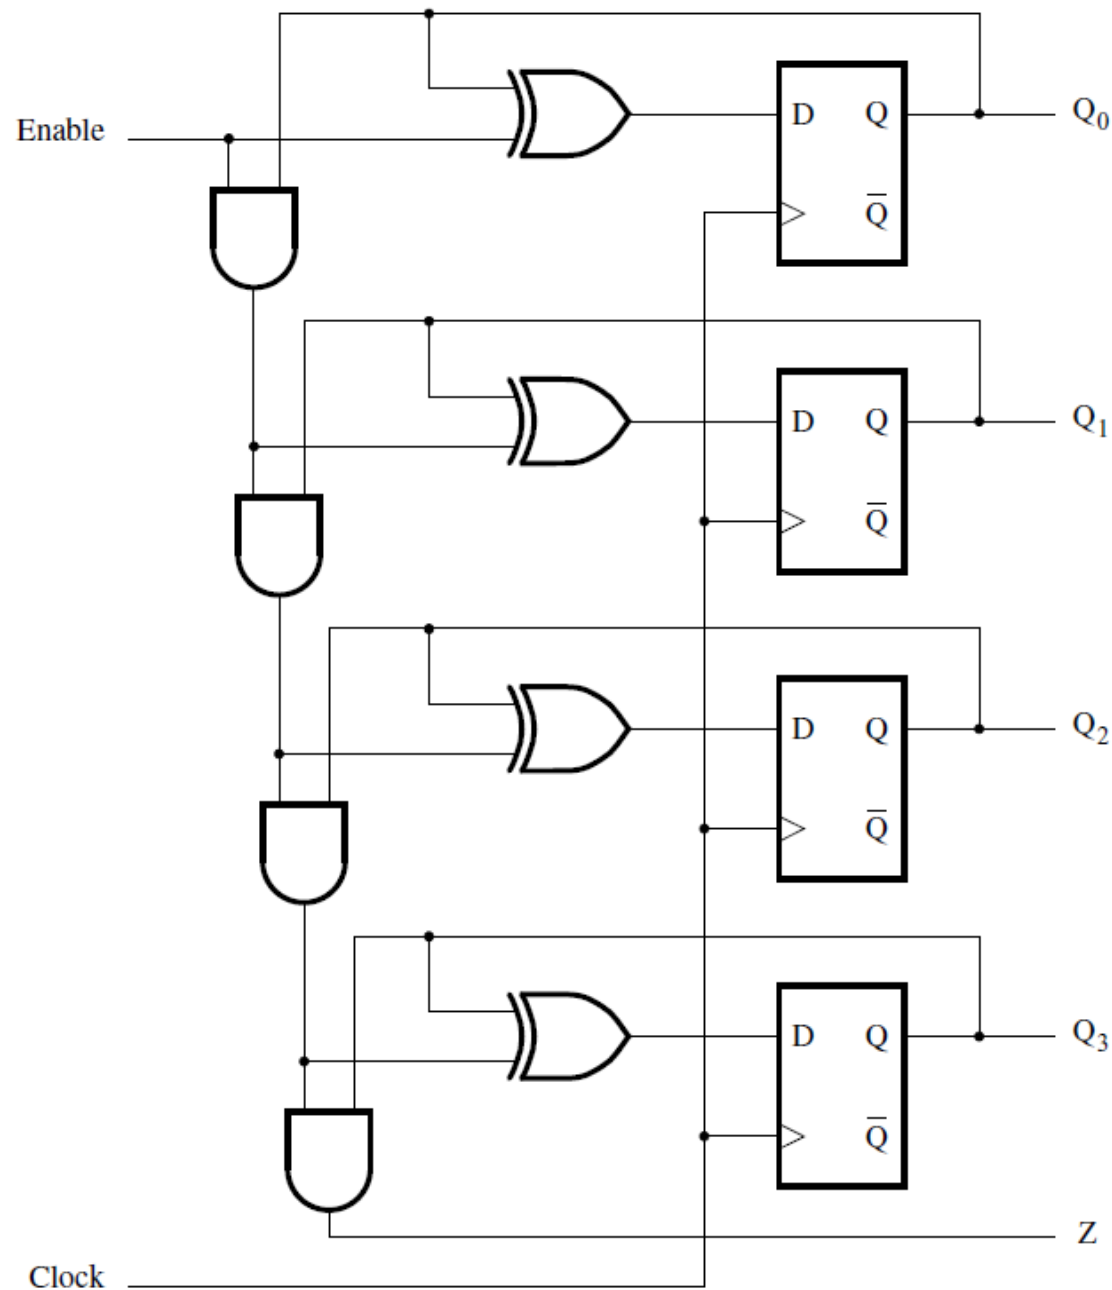 Enable
D Q Q₀
Q̅
D Q Q₁
Q̅
D Q Q₂
Q̅
D Q Q₃
Q̅
Z
Clock